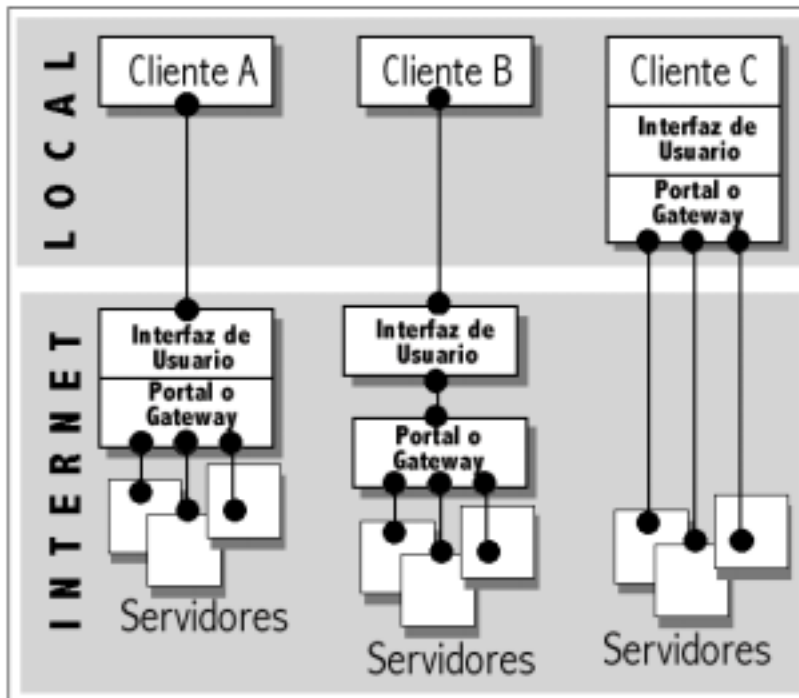 LOCAL
Cliente A
Cliente B
Cliente C
Interfaz de
Usuario
Portal o
Gateway
INTERNET
Interfaz de
Usuario
Portal o
Gateway
Servidores
Interfaz de
Usuario
Portal o
Gateway
Servidores
Servidores